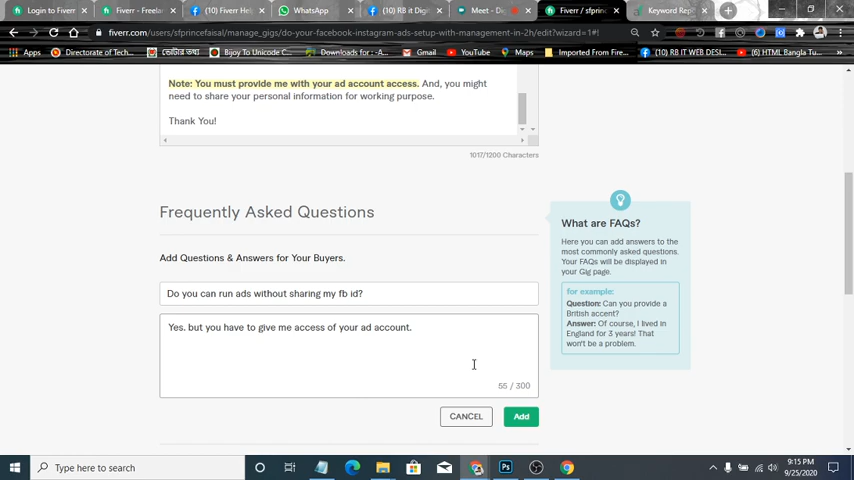 Login to Fiverr
Fiverr - Freelan
(10) Fiverr Hel
WhatsApp
(10) RB it Digit
Meet -
Fiverr / sfprinc
Keyword Rep
fiverr.com/users/sfprincefaisal/manage_gigs/do-your-facebook-instagram-ads-setup-with-management-in-2h/edit?wizard=1#!
Apps
Directorate of Tech...
ভোটার তথ্য
Bijoy To Unicode C...
Downloads for : -A...
Gmail
YouTube
Maps
Imported From Firef...
(10) RB IT WEB DESI...
(6) HTML Bangla Tu...
Note: You must provide me with your ad account access. And, you might
need to share your personal information for working purpose.
Thank You!
1017/1200 Characters
Frequently Asked Questions
Add Questions & Answers for Your Buyers.
Do you can run ads without sharing my fb id?
Yes. but you have to give me access of your ad account.
55 / 300
CANCEL
Add
What are FAQs?
Here you can add answers to the
most commonly asked questions.
Your FAQs will be displayed in
your Gig page.
for example:
Question: Can you provide a
British accent?
Answer: Of course, I lived in
England for 3 years! That
won't be a problem.
Type here to search
9:15 PM
9/25/2020